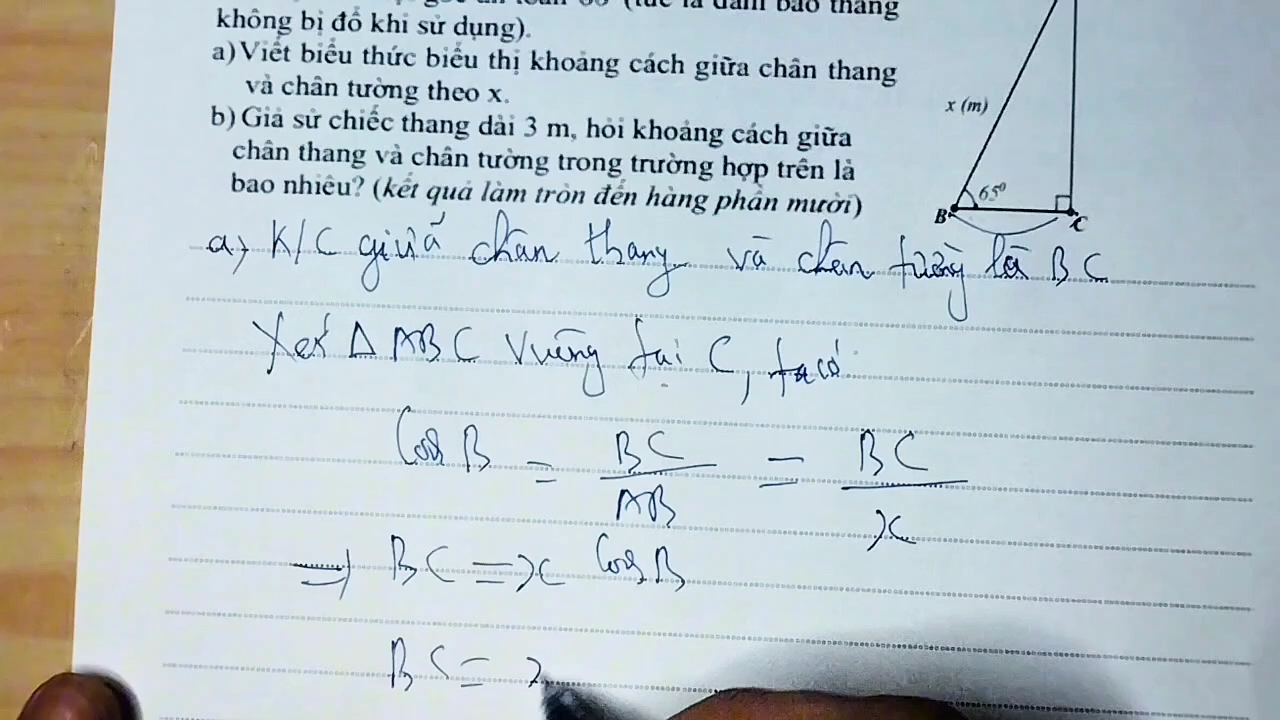 không bị đổ khi sử dụng).
a) Viết biểu thức biểu thị khoảng cách giữa chân thang
và chân tường theo x.
b) Giả sử chiếc thang dài 3 m, hỏi khoảng cách giữa
chân thang và chân tường trong trường hợp trên là
bao nhiêu? (kết quả làm tròn đến hàng phần mười)
x (m)
65⁰
B
C
a) K/C giữa chân thang và chân tường là BC
Xét Δ ABC vuông tại C, ta có
Cos B = BC/AB = BC/x
=> BC = x Cos B
BC = x